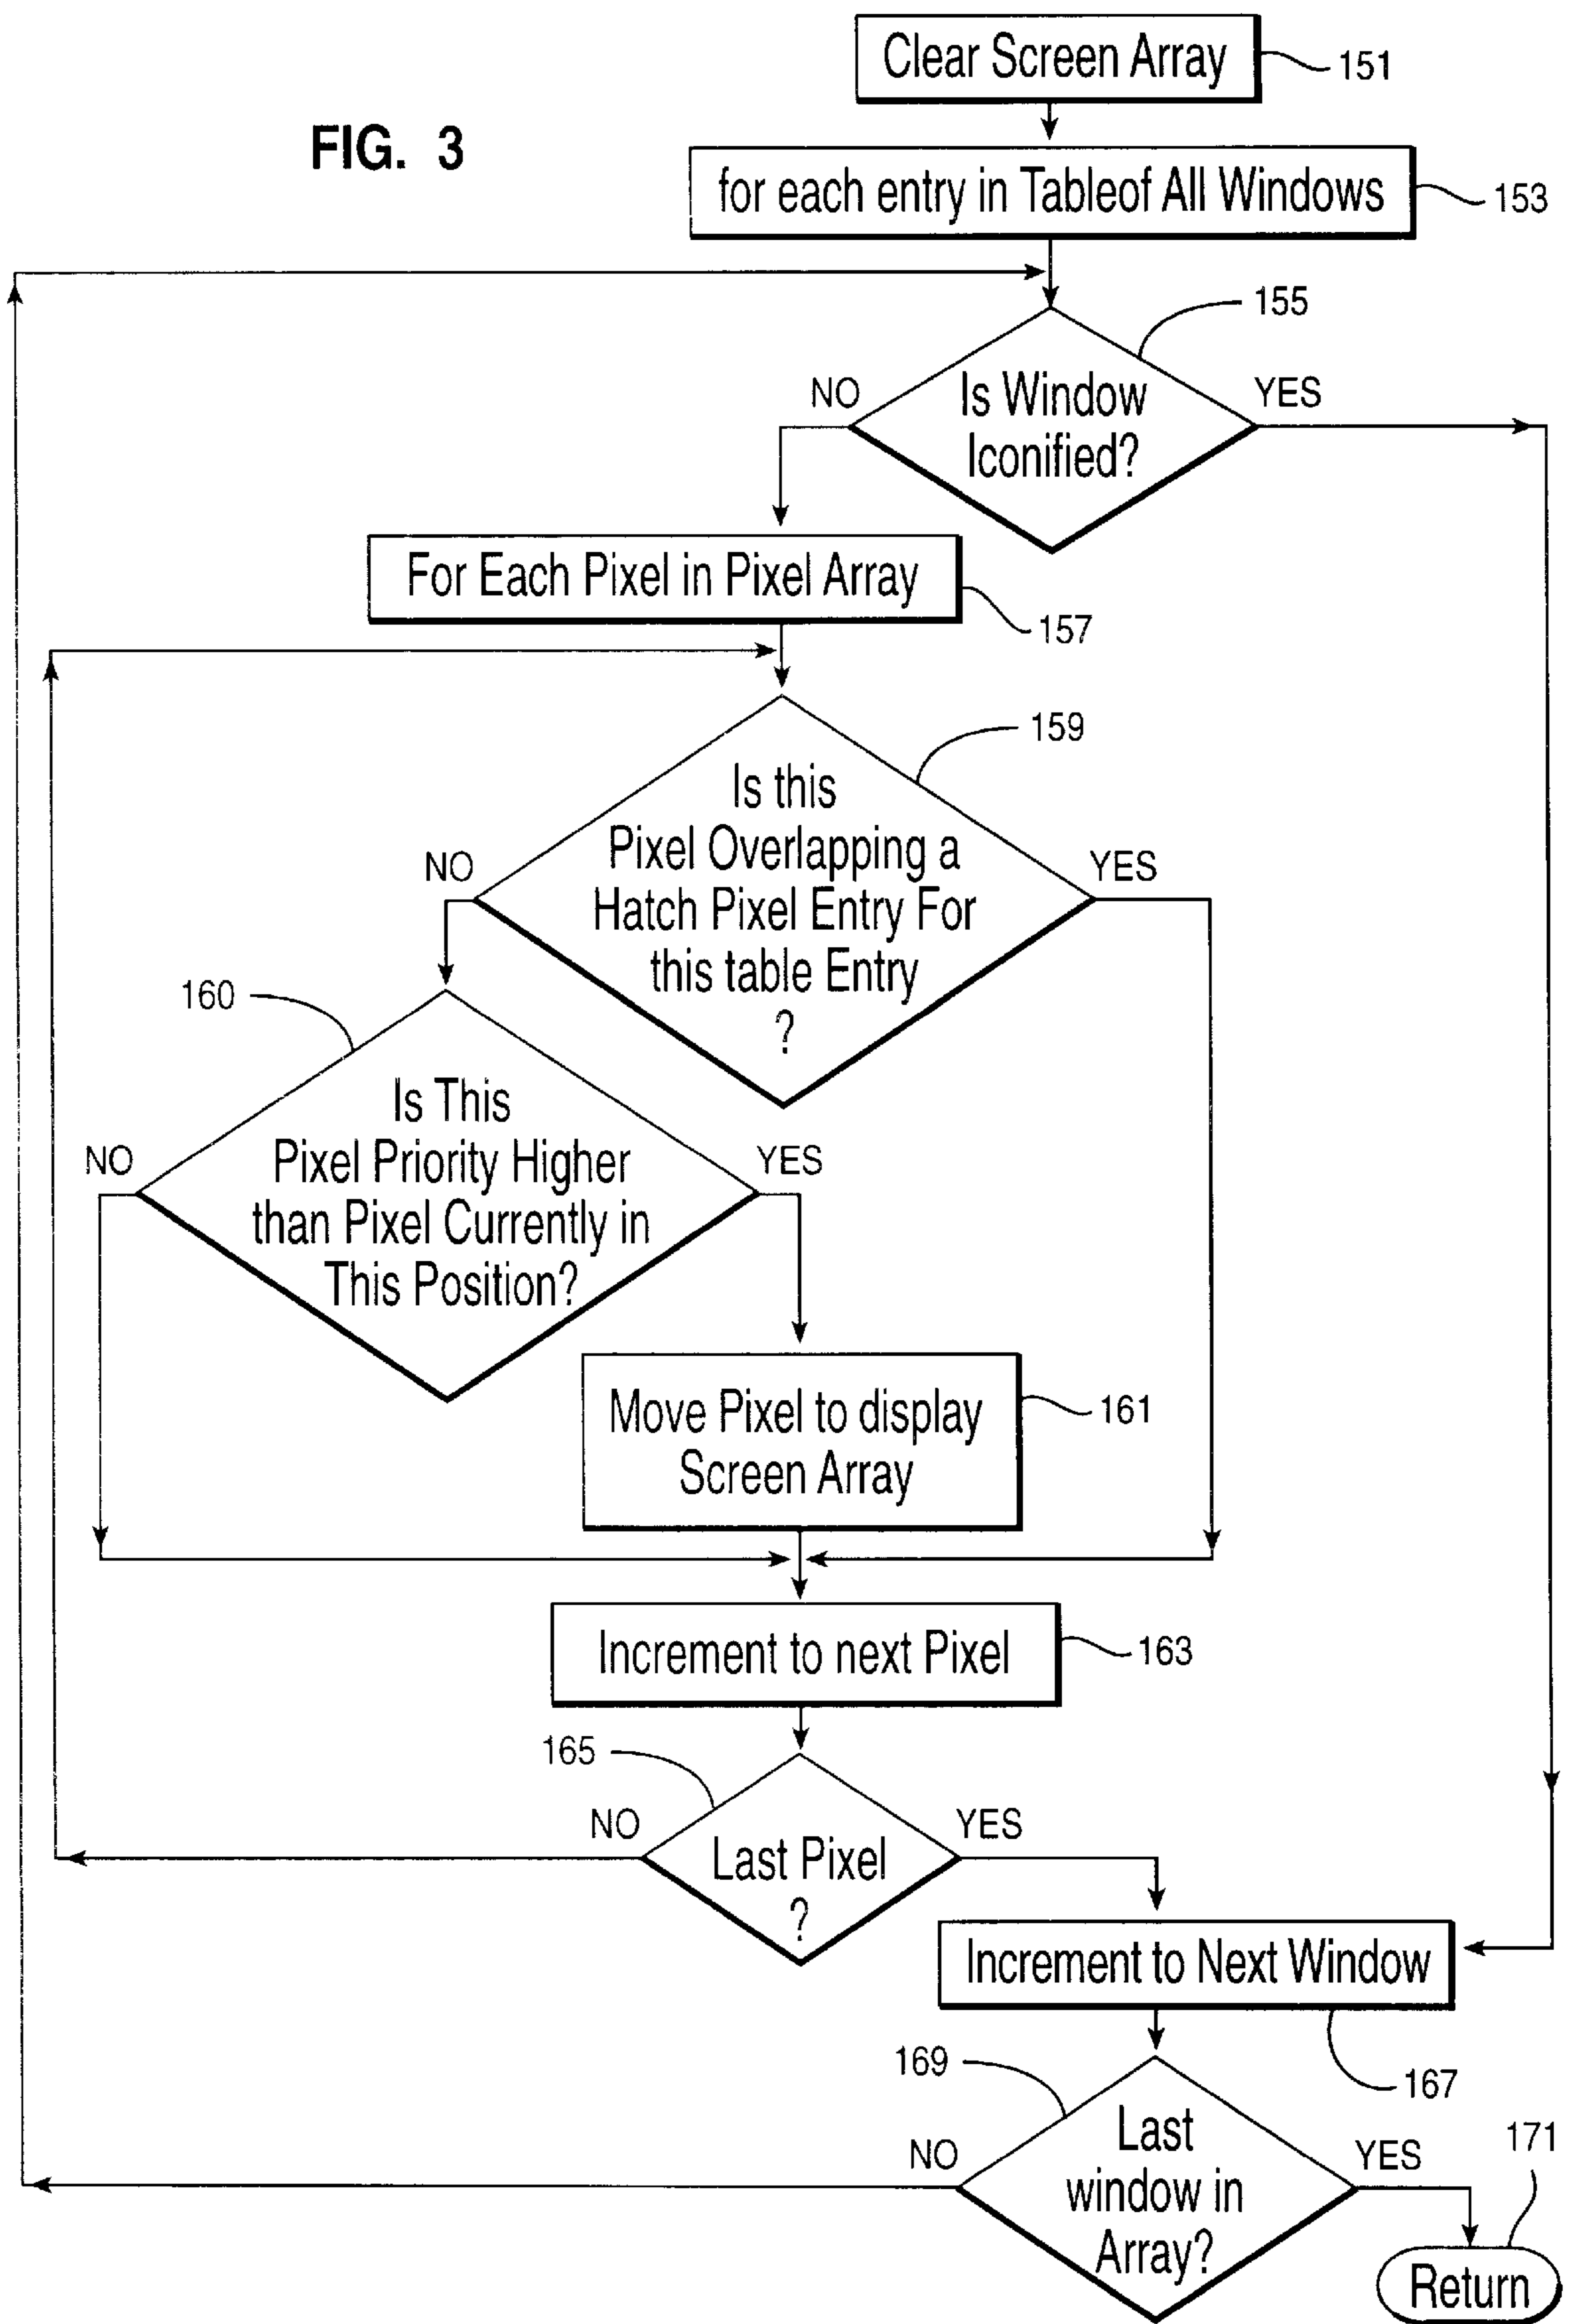 Clear Screen Array
151
FIG. 3
for each entry in Tableof All Windows
153
155
NO
Is Window
Iconified?
YES
For Each Pixel in Pixel Array
157
159
Is this
Pixel Overlapping a
Hatch Pixel Entry For
this table Entry
?
NO
YES
160
Is This
Pixel Priority Higher
than Pixel Currently in
This Position?
NO
YES
Move Pixel to display
Screen Array
161
Increment to next Pixel
163
165
NO
YES
Last Pixel
?
Increment to Next Window
167
169
Last
window in
Array?
NO
YES
171
Return